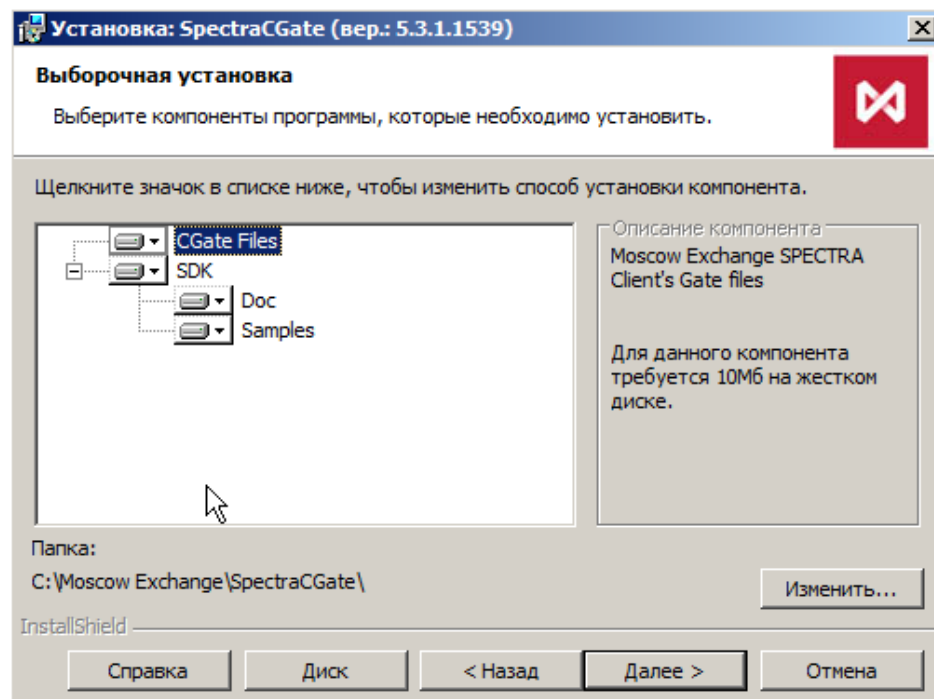 Установка: SpectraCGate (вер.: 5.3.1.1539)
Выборочная установка
Выберите компоненты программы, которые необходимо установить.
Щелкните значок в списке ниже, чтобы изменить способ установки компонента.
CGate Files
SDK
Doc
Samples
Описание компонента
Moscow Exchange SPECTRA
Client's Gate files
Для данного компонента
требуется 10Мб на жестком
диске.
Папка:
C:\Moscow Exchange\SpectraCGate\
Изменить...
InstallShield
Справка
Диск
< Назад
Далее >
Отмена